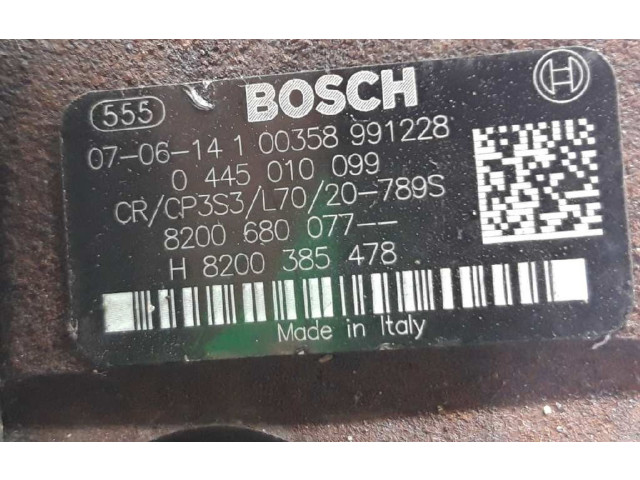 555 BOSCH
07-06-14 1 00358 991228
0 445 010 099
CR/CP3S3/L70/20-789S
8200 680 077--
H 8200 385 478
Made in Italy